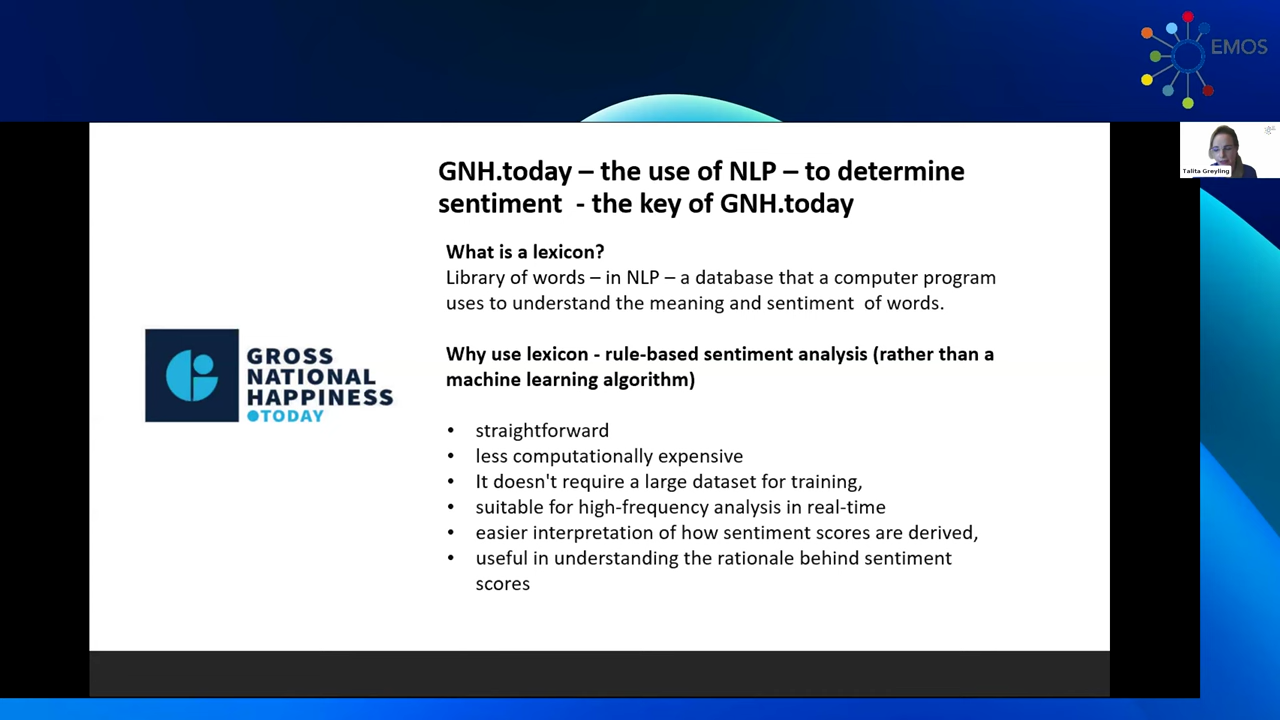 EMOS
Talita Greyling
GNH.today – the use of NLP – to determine
sentiment - the key of GNH.today
What is a lexicon?
Library of words – in NLP – a database that a computer program
uses to understand the meaning and sentiment of words.
Why use lexicon - rule-based sentiment analysis (rather than a
machine learning algorithm)
• straightforward
• less computationally expensive
• It doesn't require a large dataset for training,
• suitable for high-frequency analysis in real-time
• easier interpretation of how sentiment scores are derived,
• useful in understanding the rationale behind sentiment
scores
GROSS
NATIONAL
HAPPINESS
TODAY